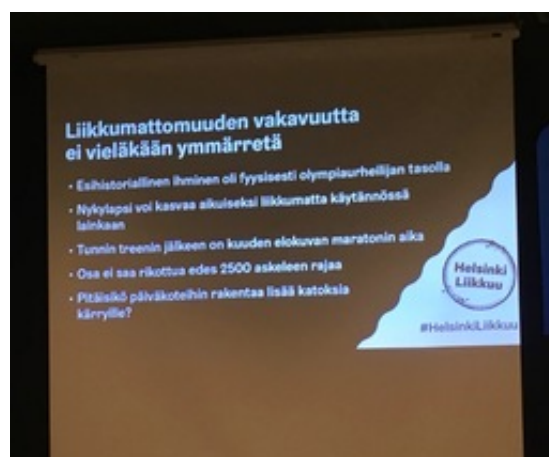 Liikkumattomuuden vakavuutta
ei vieläkään ymmärretä
• Esihistoriallinen ihminen oli fyysisesti olympiaurheilijan tasolla
• Nykylapsi voi kasvaa aikuiseksi liikkumatta käytännössä
lainkaan
• Tunnin treenin jälkeen on kuuden elokuvan maratonin aika
• Osa ei saa rikottua edes 2500 askeleen rajaa
• Pitäisikö päiväkoteihin rakentaa lisää katoksia
kärryille?
Helsinki
Liikkuu
#HelsinkiLiikkuu